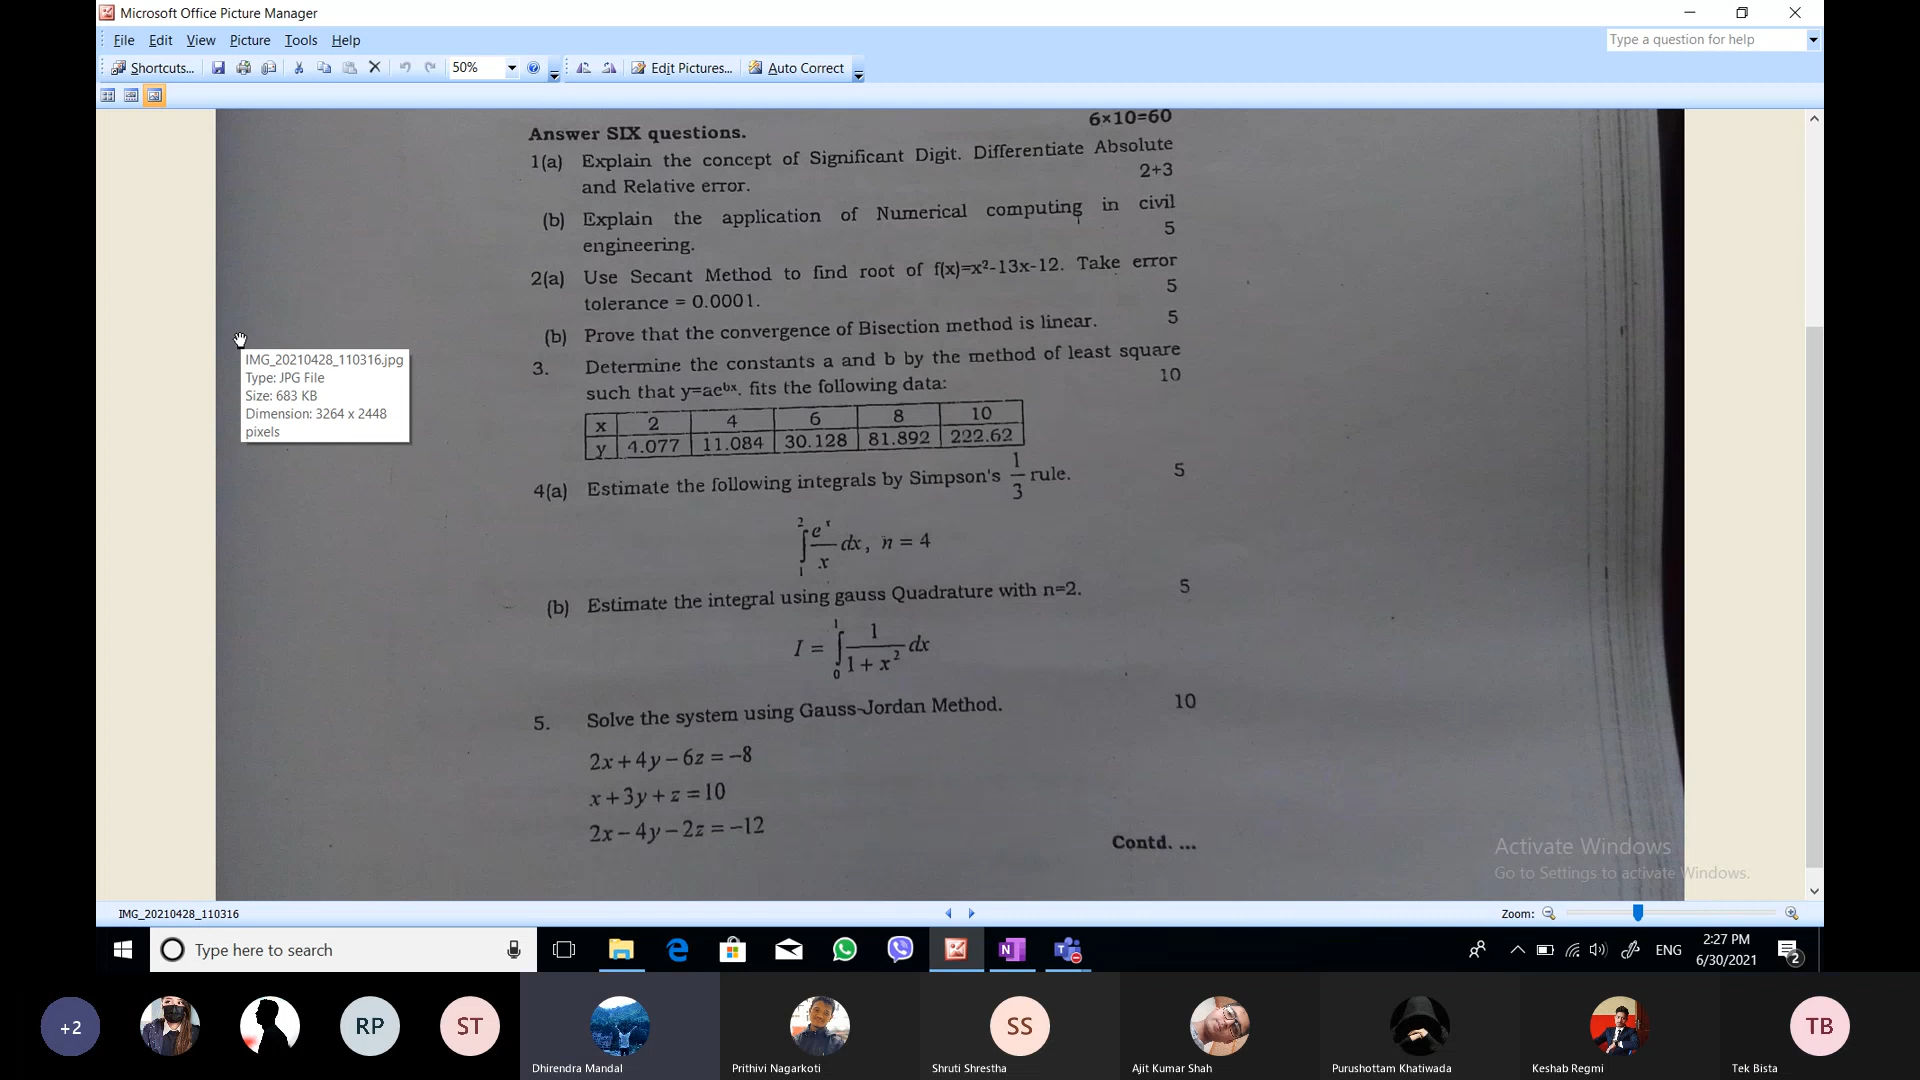 Microsoft Office Picture Manager
File Edit View Picture Tools Help
Type a question for help
Shortcuts... 50% Edit Pictures... Auto Correct
6×10=60
Answer SIX questions.
1(a) Explain the concept of Significant Digit. Differentiate Absolute
and Relative error. 2+3
(b) Explain the application of Numerical computing in civil
engineering. 5
2(a) Use Secant Method to find root of f(x)=x²-13x-12. Take error
tolerance = 0.0001. 5
(b) Prove that the convergence of Bisection method is linear. 5
3. Determine the constants a and b by the method of least square
such that y=aeᵇˣ. fits the following data: 10
x 2 4 6 8 10
y 4.077 11.084 30.128 81.892 222.62
4(a) Estimate the following integrals by Simpson's 1/3 rule. 5
∫₁² eˣ/x dx, n = 4
(b) Estimate the integral using gauss Quadrature with n=2. 5
I = ∫₀¹ 1/(1 + x²) dx
5. Solve the system using Gauss-Jordan Method. 10
2x + 4y − 6z = −8
x + 3y + z = 10
2x − 4y − 2z = −12
Contd. ...
IMG_20210428_110316.jpg
Type: JPG File
Size: 683 KB
Dimension: 3264 x 2448
pixels
Activate Windows
Go to Settings to activate Windows.
IMG_20210428_110316
Zoom:
Type here to search
ENG
2:27 PM
6/30/2021
2
+2
RP
ST
SS
TB
Dhirendra Mandal
Prithivi Nagarkoti
Shruti Shrestha
Ajit Kumar Shah
Purushottam Khatiwada
Keshab Regmi
Tek Bista